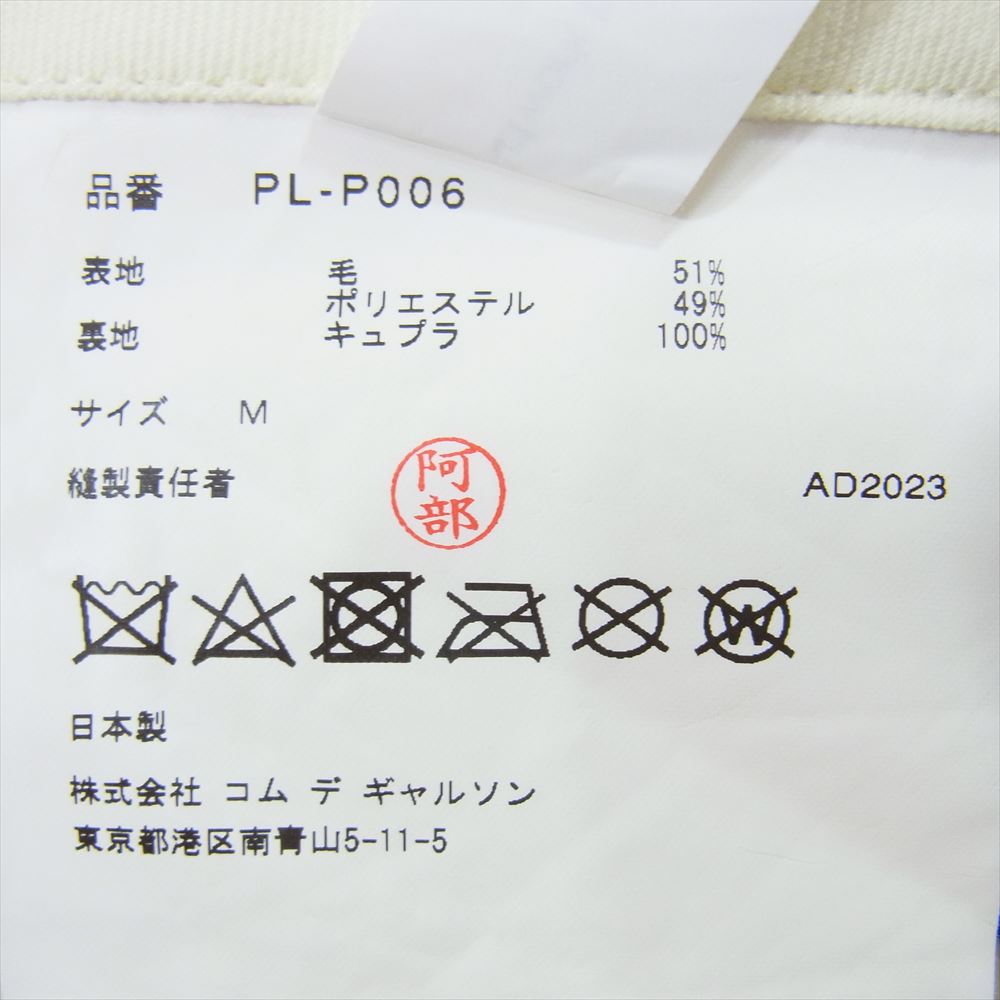 品番 PL-P006
表地 毛 51%
ポリエステル 49%
裏地 キュプラ 100%
サイズ M
縫製責任者 阿部 AD2023
W
日本製
株式会社 コム デ ギャルソン
東京都港区南青山5-11-5